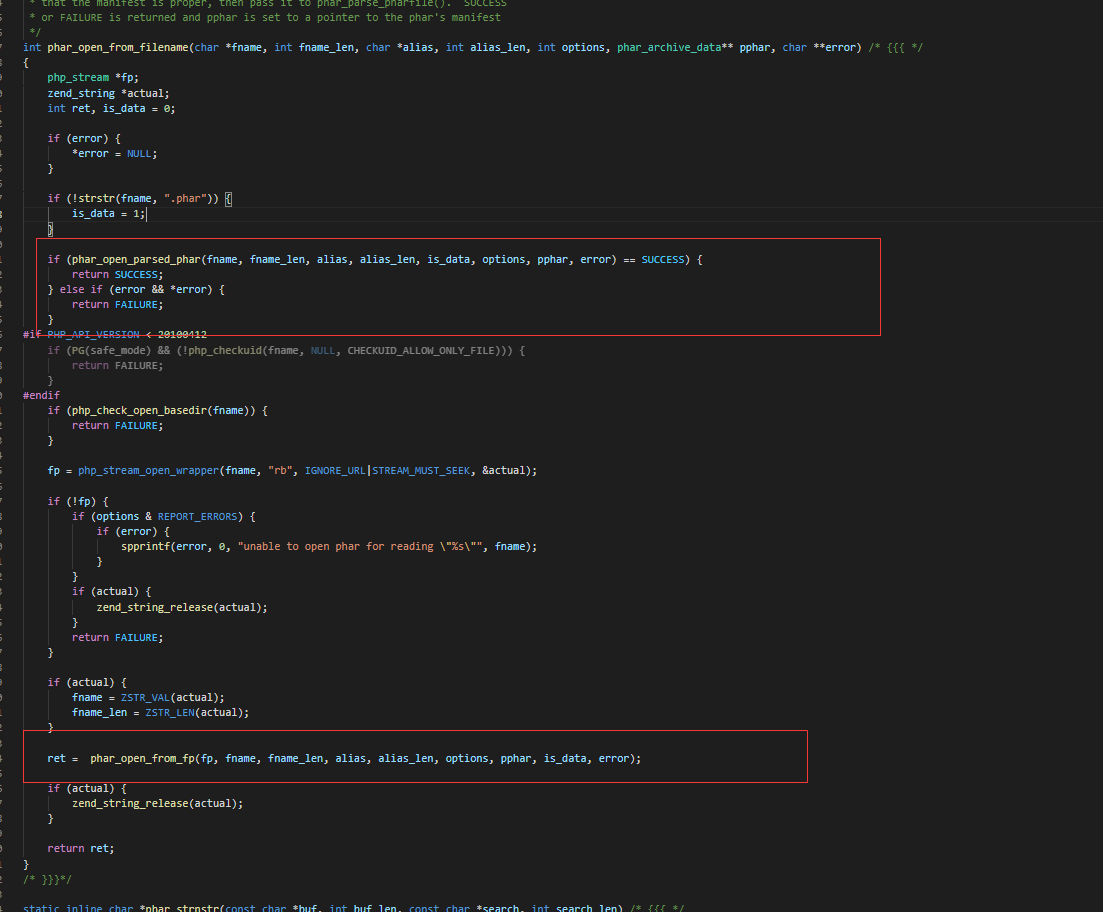 * that the manifest is proper, then pass it to phar_parse_pharfile(). SUCCESS
* or FAILURE is returned and pphar is set to a pointer to the phar's manifest
*/
int phar_open_from_filename(char *fname, int fname_len, char *alias, int alias_len, int options, phar_archive_data** pphar, char **error) /* {{{ */
{
php_stream *fp;
zend_string *actual;
int ret, is_data = 0;
if (error) {
*error = NULL;
}
if (!strstr(fname, ".phar")) {
is_data = 1;
}
if (phar_open_parsed_phar(fname, fname_len, alias, alias_len, is_data, options, pphar, error) == SUCCESS) {
return SUCCESS;
} else if (error && *error) {
return FAILURE;
}
#if PHP_API_VERSION < 20100412
if (PG(safe_mode) && (!php_checkuid(fname, NULL, CHECKUID_ALLOW_ONLY_FILE))) {
return FAILURE;
}
#endif
if (php_check_open_basedir(fname)) {
return FAILURE;
}
fp = php_stream_open_wrapper(fname, "rb", IGNORE_URL|STREAM_MUST_SEEK, &actual);
if (!fp) {
if (options & REPORT_ERRORS) {
if (error) {
spprintf(error, 0, "unable to open phar for reading \"%s\"", fname);
}
}
if (actual) {
zend_string_release(actual);
}
return FAILURE;
}
if (actual) {
fname = ZSTR_VAL(actual);
fname_len = ZSTR_LEN(actual);
}
ret =  phar_open_from_fp(fp, fname, fname_len, alias, alias_len, options, pphar, is_data, error);
if (actual) {
zend_string_release(actual);
}
return ret;
}
/* }}}*/
static inline char *phar_strnstr(const char *buf, int buf_len, const char *search, int search_len) /* {{{ */